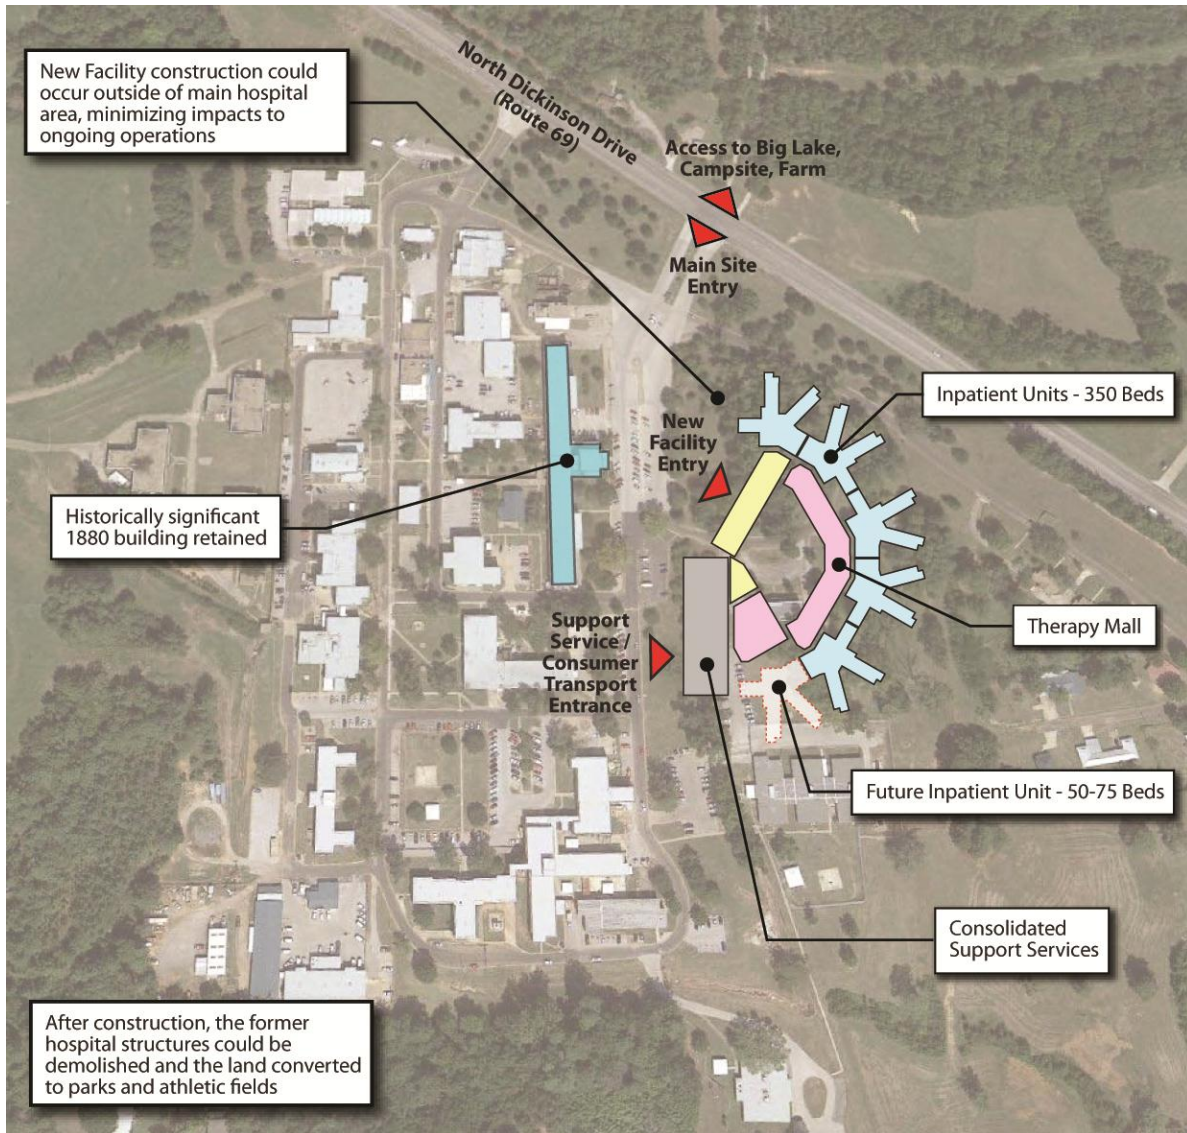 New Facility construction could
occur outside of main hospital
area, minimizing impacts to
ongoing operations
North Dickinson Drive
(Route 69)
Access to Big Lake,
Campsite, Farm
Main Site
Entry
New
Facility
Entry
Inpatient Units - 350 Beds
Historically significant
1880 building retained
Therapy Mall
Support
Service /
Consumer
Transport
Entrance
Future Inpatient Unit - 50-75 Beds
Consolidated
Support Services
After construction, the former
hospital structures could be
demolished and the land converted
to parks and athletic fields